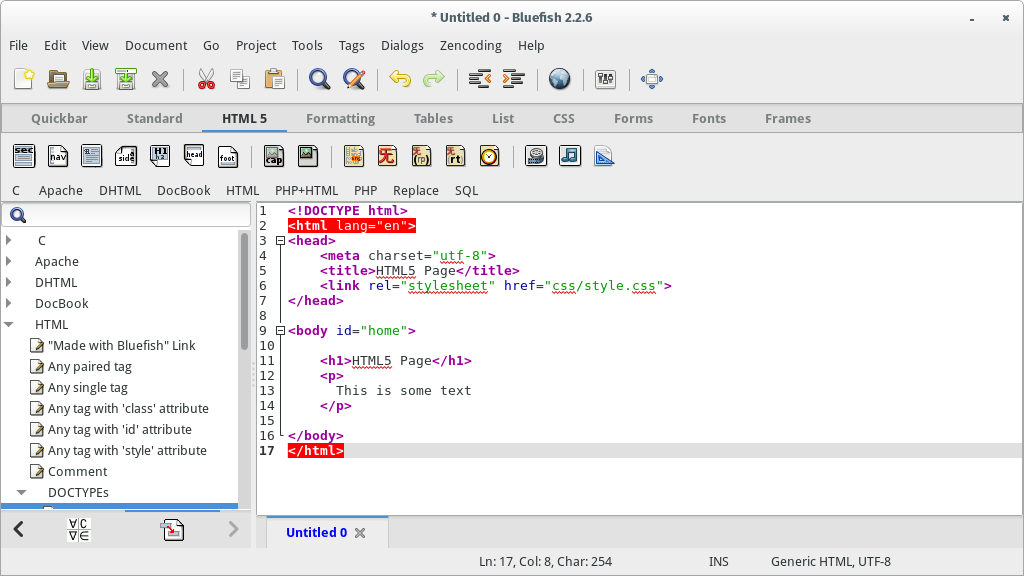 * Untitled 0 - Bluefish 2.2.6
File Edit View Document Go Project Tools Tags Dialogs Zencoding Help
Quickbar Standard HTML 5 Formatting Tables List CSS Forms Fonts Frames
sec nav side H1 h2 head foot cap 无 无 (rp) 无 rt
C Apache DHTML DocBook HTML PHP+HTML PHP Replace SQL
C
Apache
DHTML
DocBook
HTML
"Made with Bluefish" Link
Any paired tag
Any single tag
Any tag with 'class' attribute
Any tag with 'id' attribute
Any tag with 'style' attribute
Comment
DOCTYPEs
∀C
∇∈
1 <!DOCTYPE html>
2 <html lang="en">
3 <head>
4     <meta charset="utf-8">
5     <title>HTML5 Page</title>
6     <link rel="stylesheet" href="css/style.css">
7 </head>
8
9 <body id="home">
10
11     <h1>HTML5 Page</h1>
12     <p>
13       This is some text
14     </p>
15
16 </body>
17 </html>
Untitled 0
Ln: 17, Col: 8, Char: 254 INS Generic HTML, UTF-8